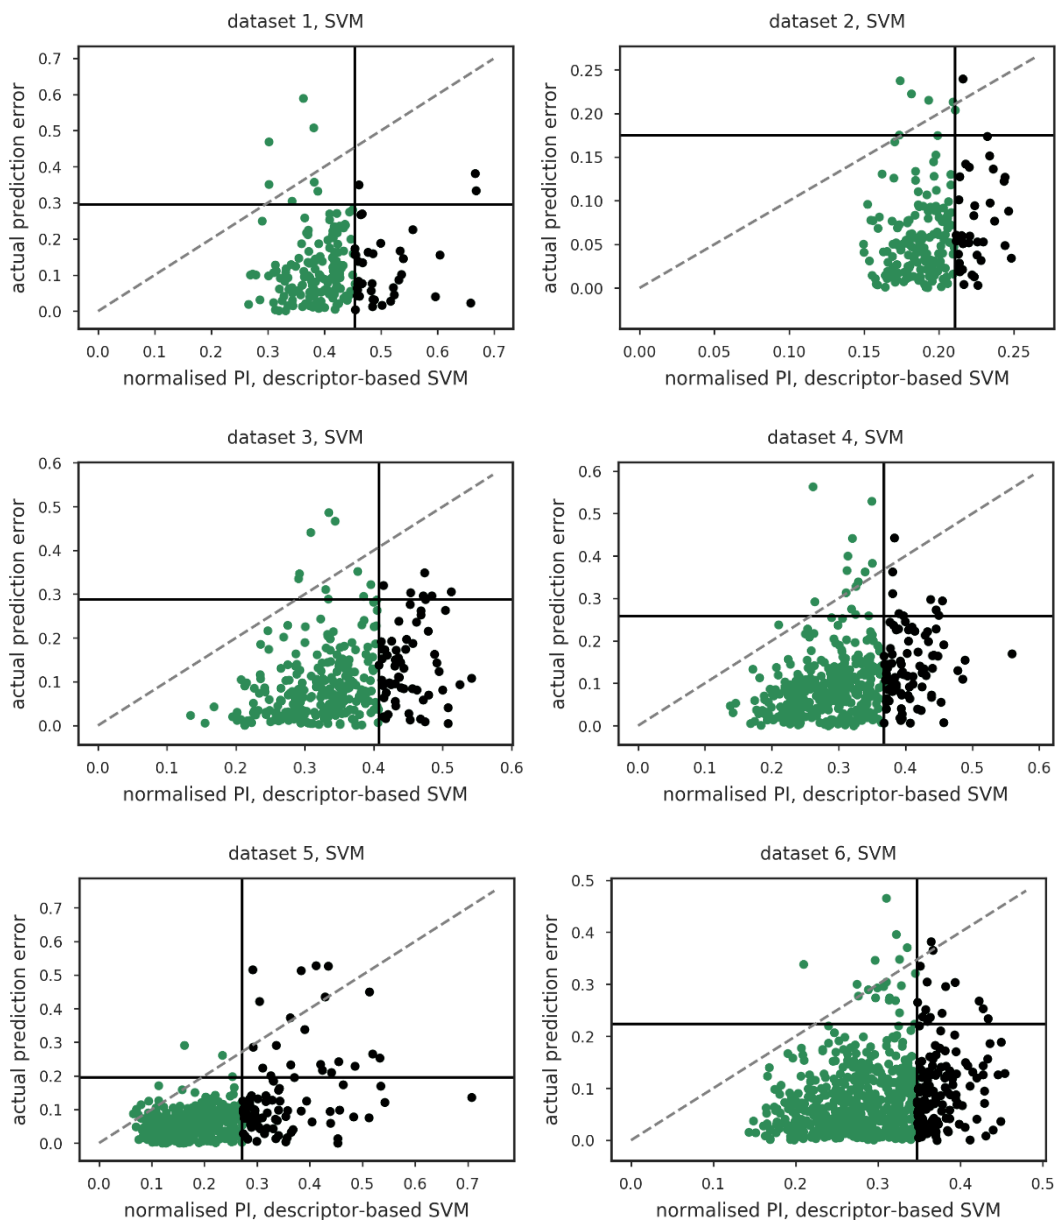 dataset 1, SVM
dataset 2, SVM
actual prediction error
0.7
0.6
0.5
0.4
0.3
0.2
0.1
0.0
0.0 0.1 0.2 0.3 0.4 0.5 0.6 0.7
normalised PI, descriptor-based SVM
actual prediction error
0.25
0.20
0.15
0.10
0.05
0.00
0.00 0.05 0.10 0.15 0.20 0.25
normalised PI, descriptor-based SVM
dataset 3, SVM
dataset 4, SVM
actual prediction error
0.6
0.5
0.4
0.3
0.2
0.1
0.0
0.0 0.1 0.2 0.3 0.4 0.5 0.6
normalised PI, descriptor-based SVM
actual prediction error
0.6
0.5
0.4
0.3
0.2
0.1
0.0
0.0 0.1 0.2 0.3 0.4 0.5 0.6
normalised PI, descriptor-based SVM
dataset 5, SVM
dataset 6, SVM
actual prediction error
0.7
0.6
0.5
0.4
0.3
0.2
0.1
0.0
0.0 0.1 0.2 0.3 0.4 0.5 0.6 0.7
normalised PI, descriptor-based SVM
actual prediction error
0.5
0.4
0.3
0.2
0.1
0.0
0.0 0.1 0.2 0.3 0.4 0.5
normalised PI, descriptor-based SVM